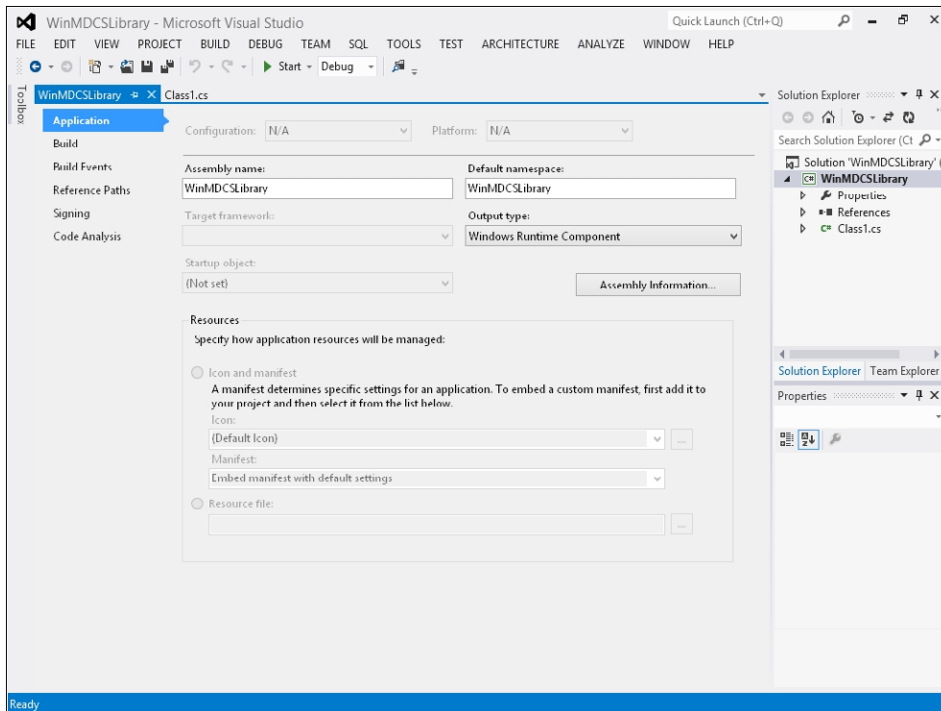 WinMDCSLibrary - Microsoft Visual Studio
Quick Launch (Ctrl+Q)
FILE EDIT VIEW PROJECT BUILD DEBUG TEAM SQL TOOLS TEST ARCHITECTURE ANALYZE WINDOW HELP
Start Debug
Toolbox
WinMDCSLibrary Class1.cs
Application
Build
Build Events
Reference Paths
Signing
Code Analysis
Configuration: N/A Platform: N/A
Assembly name: Default namespace:
WinMDCSLibrary WinMDCSLibrary
Target framework: Output type:
Windows Runtime Component
Startup object:
(Not set) Assembly Information...
Resources
Specify how application resources will be managed:
Icon and manifest
A manifest determines specific settings for an application. To embed a custom manifest, first add it to
your project and then select it from the list below.
Icon:
(Default Icon) ...
Manifest:
Embed manifest with default settings
Resource file:
...
Solution Explorer
Search Solution Explorer (Ct
Solution 'WinMDCSLibrary' (
C# WinMDCSLibrary
Properties
References
C# Class1.cs
Solution Explorer Team Explorer
Properties
Ready